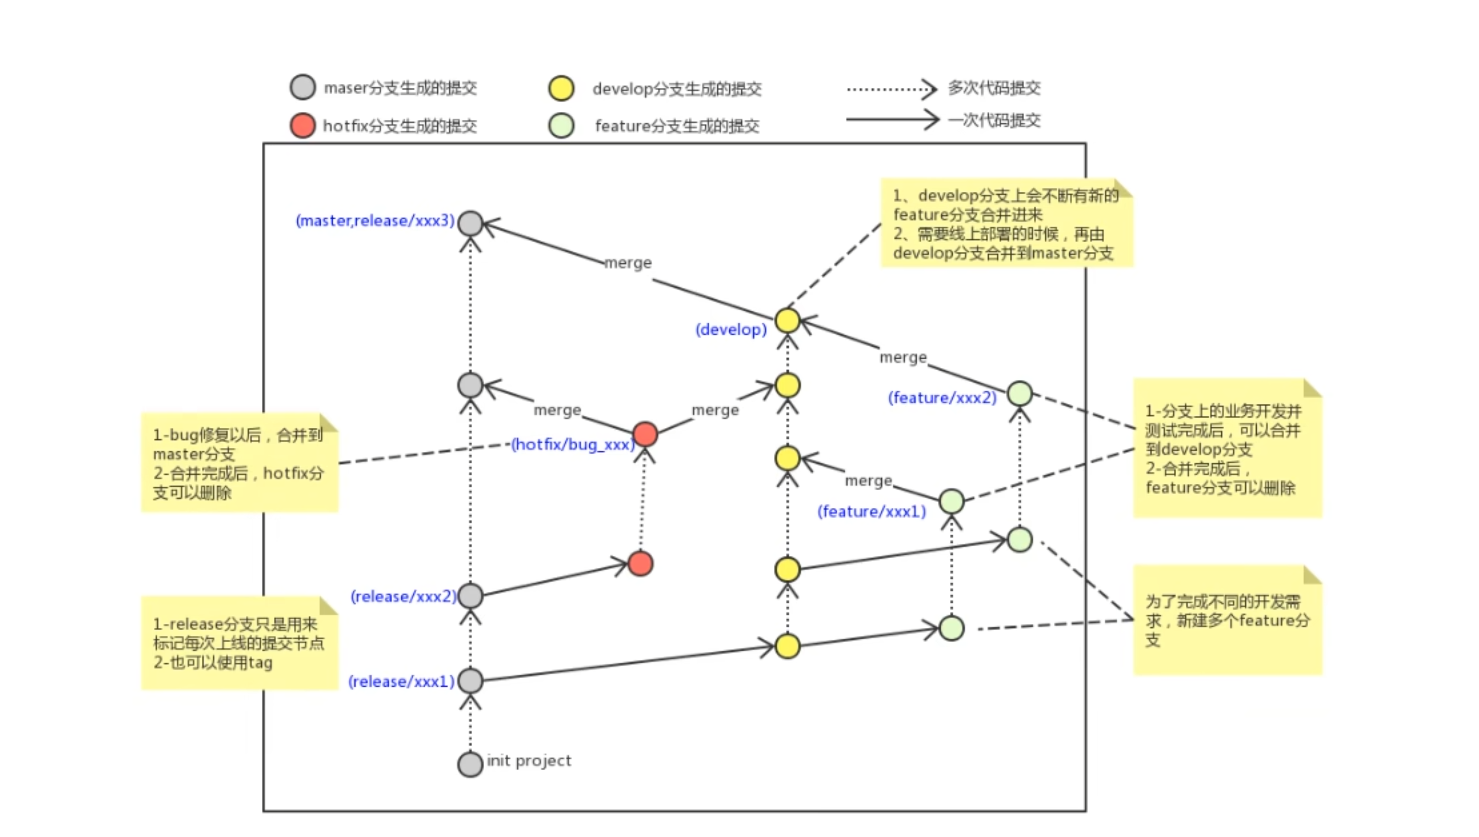 maser分支生成的提交
develop分支生成的提交
多次代码提交
hotfix分支生成的提交
feature分支生成的提交
一次代码提交
1、develop分支上会不断有新的
feature分支合并进来
2、需要线上部署的时候，再由
develop分支合并到master分支
(master,release/xxx3)
merge
(develop)
merge
(feature/xxx2)
merge
merge
(hotfix/bug_xxx)
1-bug修复以后，合并到
master分支
2-合并完成后，hotfix分
支可以删除
1-分支上的业务开发并
测试完成后，可以合并
到develop分支
2-合并完成后，
feature分支可以删除
merge
(feature/xxx1)
(release/xxx2)
1-release分支只是用来
标记每次上线的提交节点
2-也可以使用tag
为了完成不同的开发需
求，新建多个feature分
支
(release/xxx1)
init project